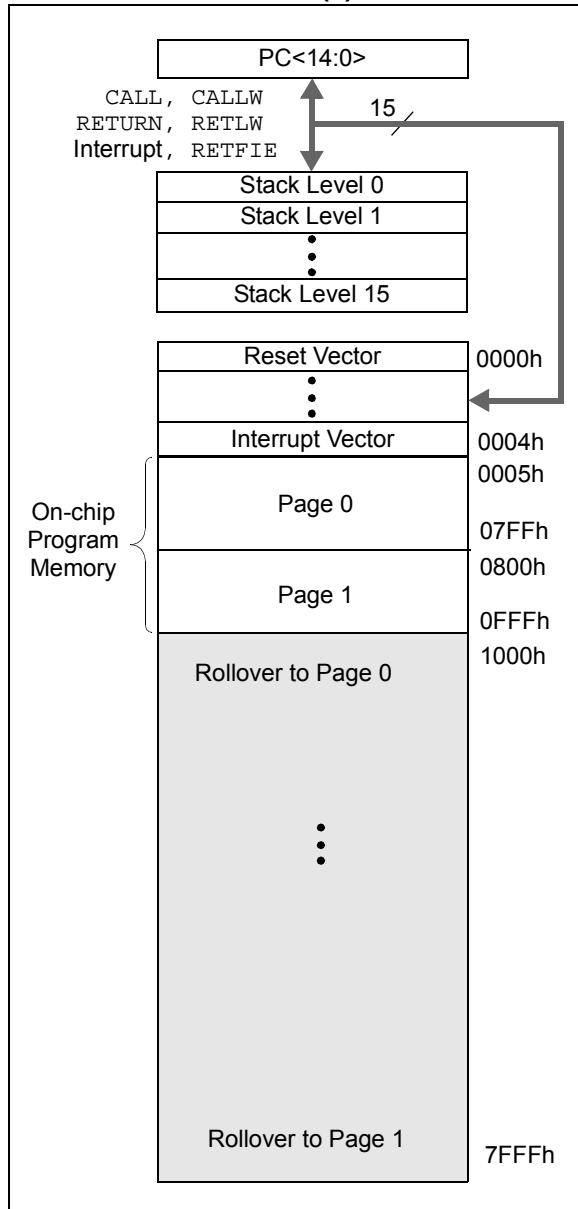 PC<14:0>
CALL, CALLW
RETURN, RETLW
Interrupt, RETFIE
15
Stack Level 0
Stack Level 1
Stack Level 15
Reset Vector
0000h
Interrupt Vector
0004h
0005h
On-chip
Program
Memory
Page 0
07FFh
0800h
Page 1
0FFFh
1000h
Rollover to Page 0
Rollover to Page 1
7FFFh